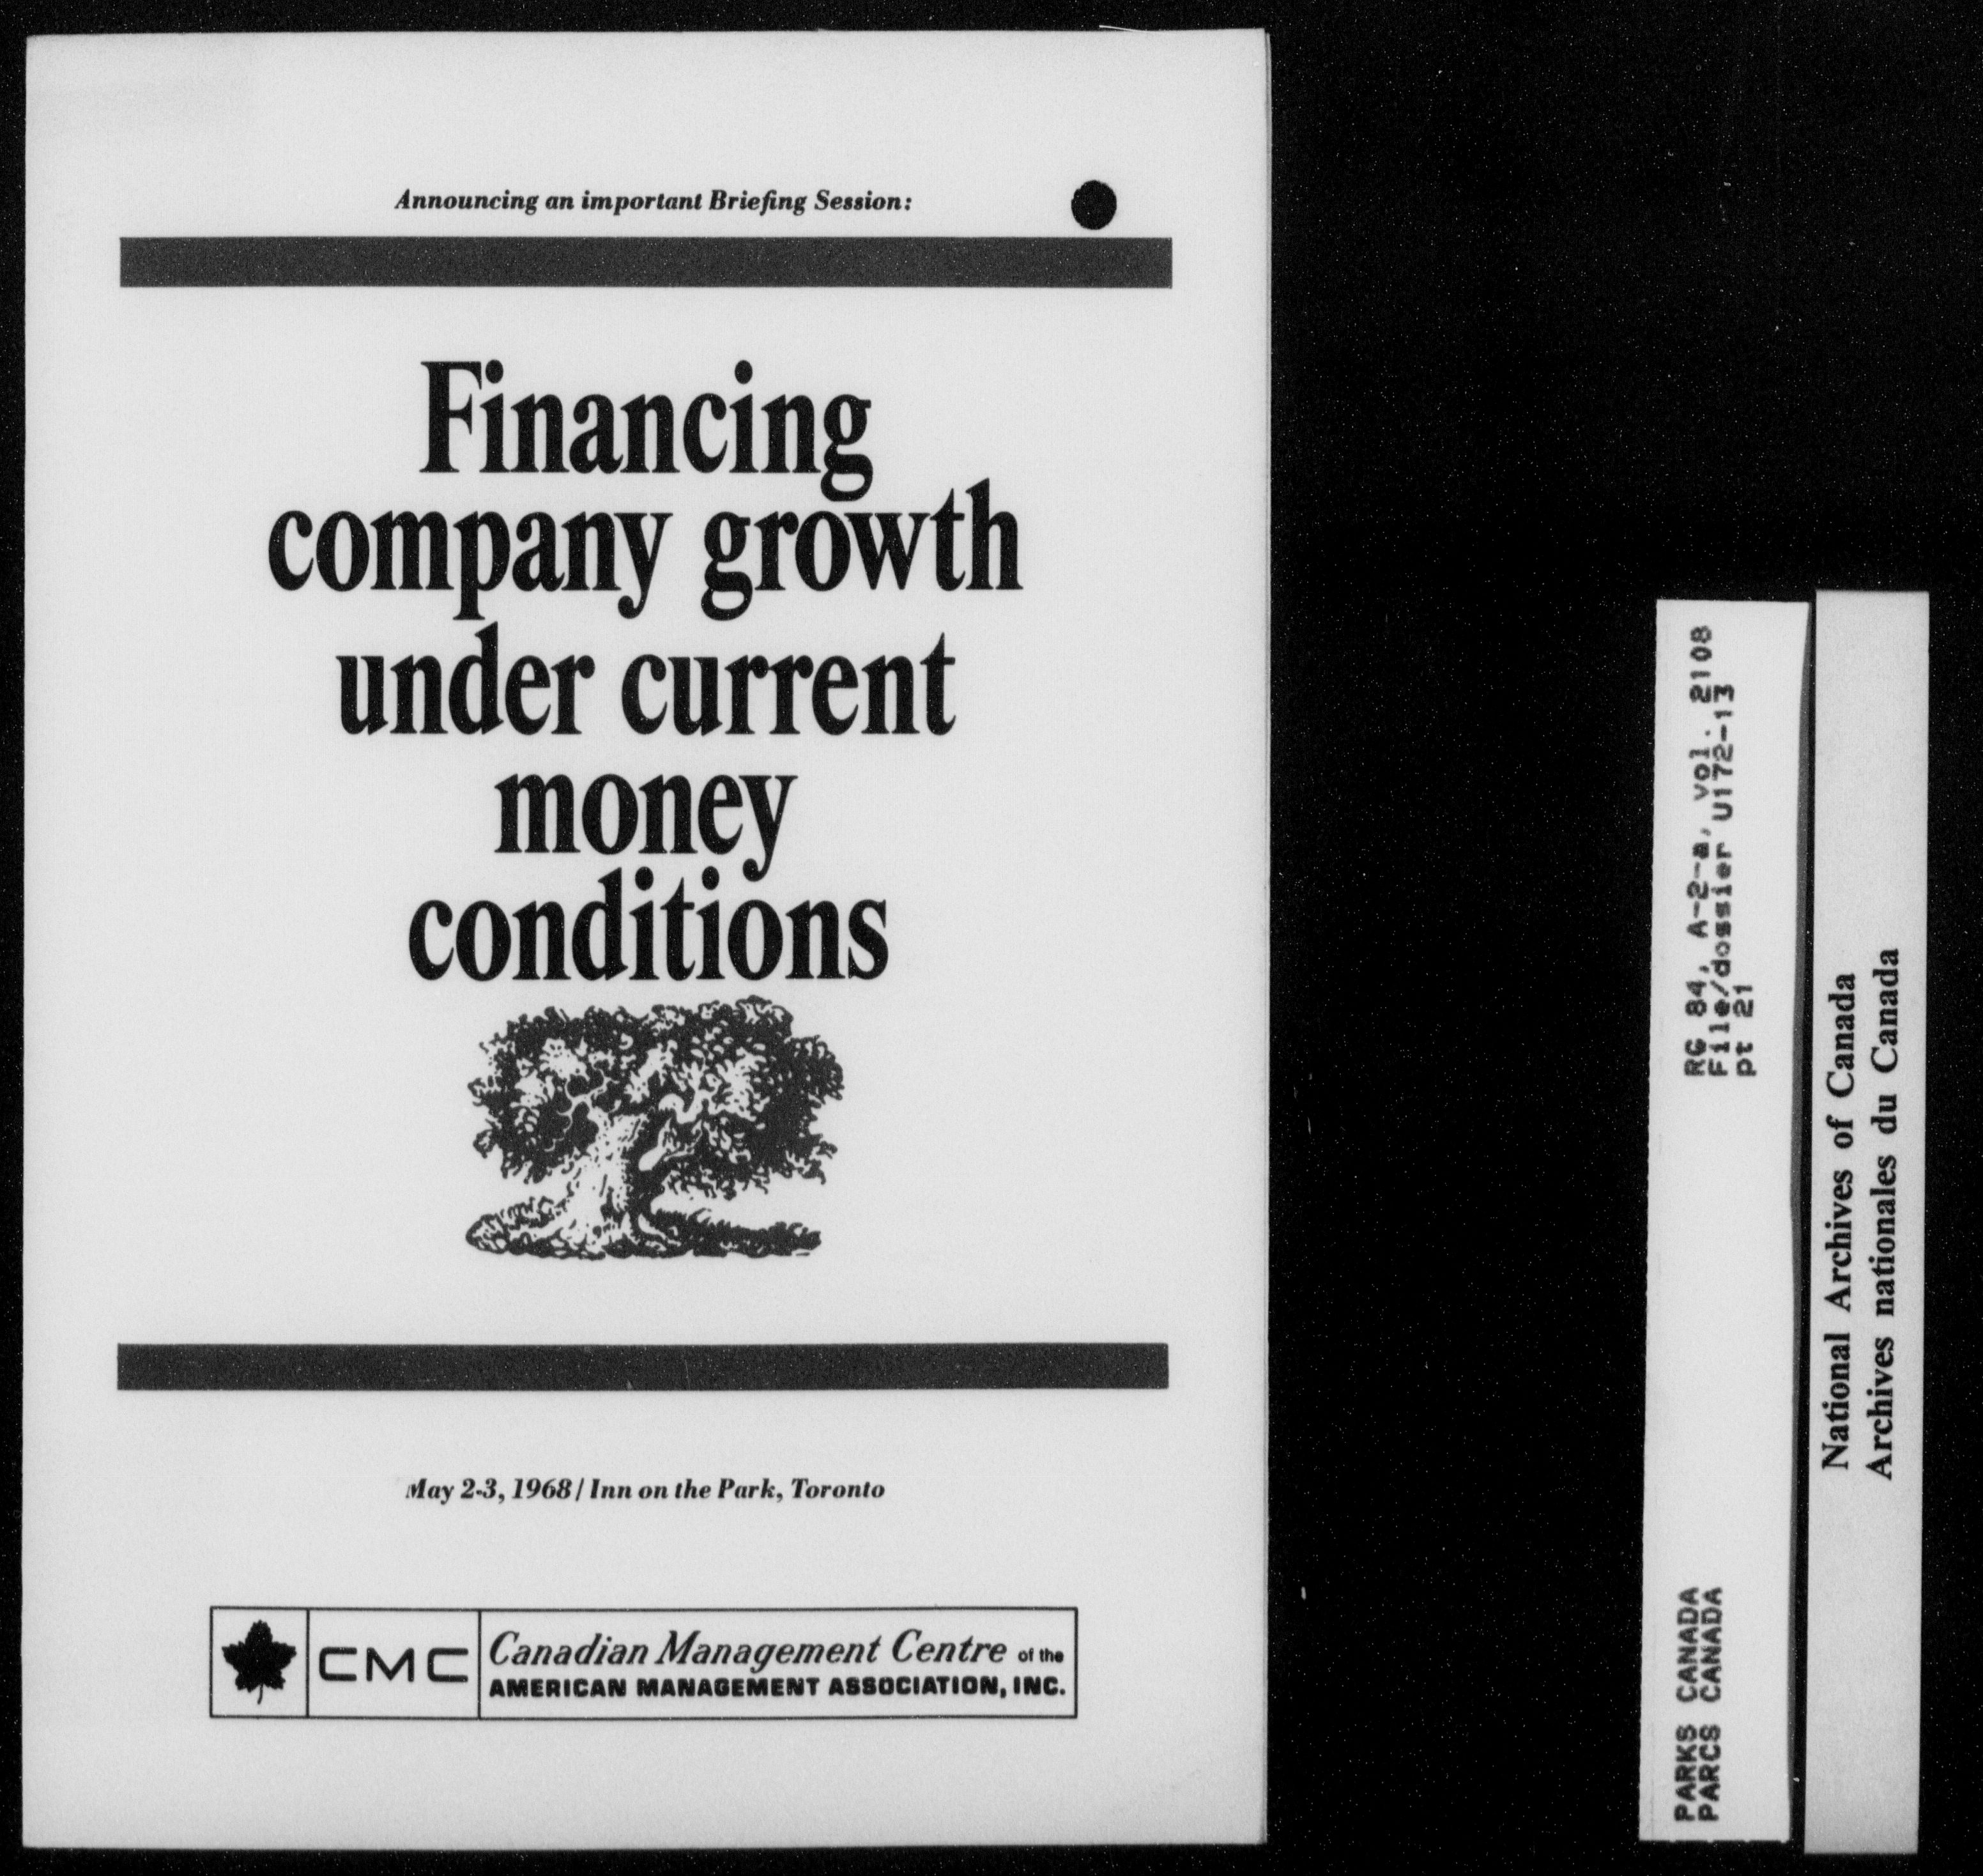 Announcing an important Briefing Session:
Financing
company growth
under current
money
conditions
May 2-3, 1968 / Inn on the Park, Toronto
CMC
Canadian Management Centre of the
AMERICAN MANAGEMENT ASSOCIATION, INC.
RG 84, A-2-a, vol. 2108
File/dossier U172-13
pt 21
PARKS CANADA
PARCS CANADA
National Archives of Canada
Archives nationales du Canada